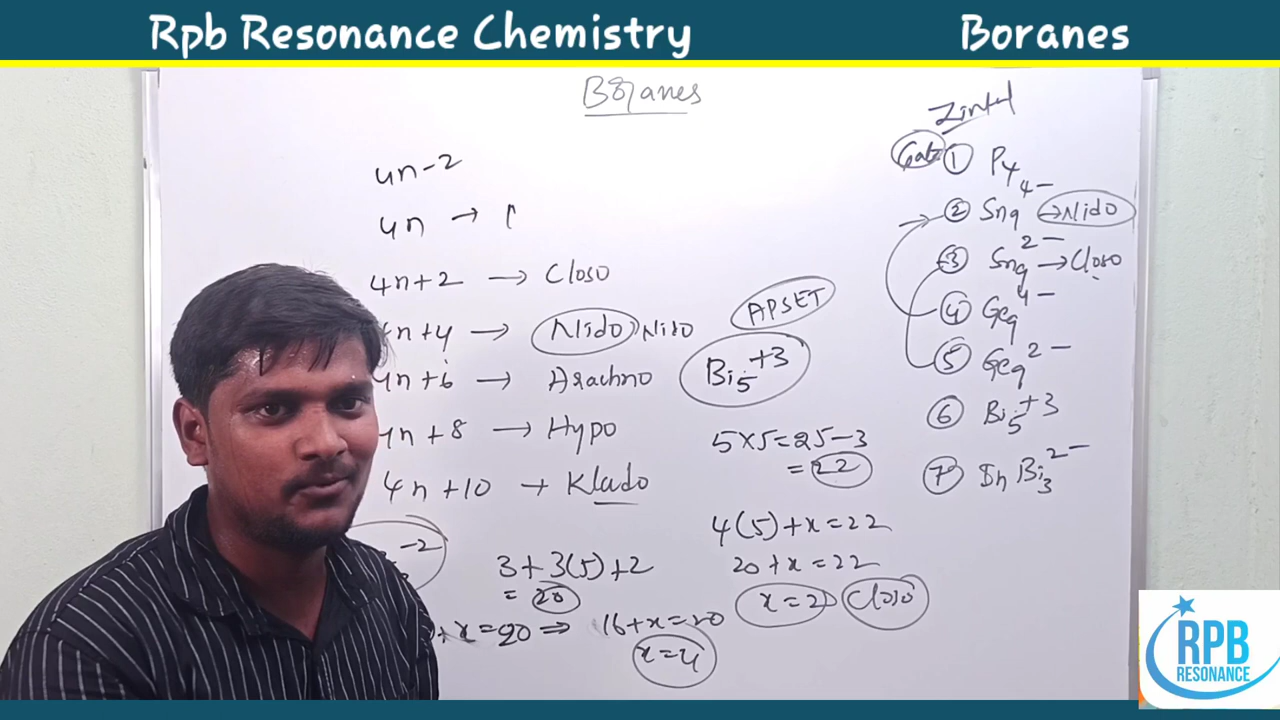 Rpb Resonance Chemistry
Boranes
Boranes
4n-2
4n →
4n+2 → Closo
n+4 → Nido Nido
4n+6 → Arachno
4n+8 → Hypo
4n+10 → Klado
-2
3+3(5)+2
= 20
+x=20 ⇒ 16+x=20
x=4
APSET
Bi5+3
5×5=25-3
=22
4(5)+x=22
20+x=22
x=2 Closo
Zintl
Gate ① P4
② Sn9 4- → Nido
③ Sn9 2- → Closo
④ Ge9 4-
⑤ Ge9 2-
⑥ Bi5+3
⑦ In Bi3 2-
RPB
RESONANCE